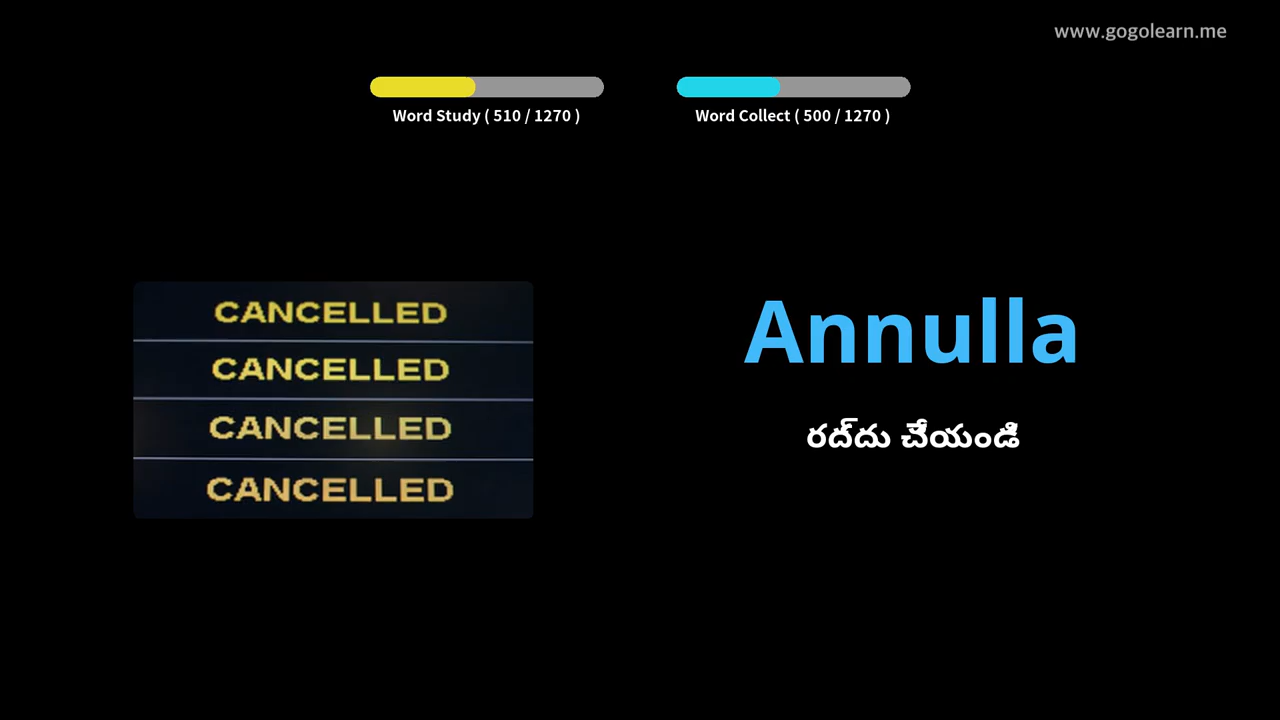 www.gogolearn.me
Word Study ( 510 / 1270 )
Word Collect ( 500 / 1270 )
CANCELLED
CANCELLED
CANCELLED
CANCELLED
Annulla
రద్దు చేయండి